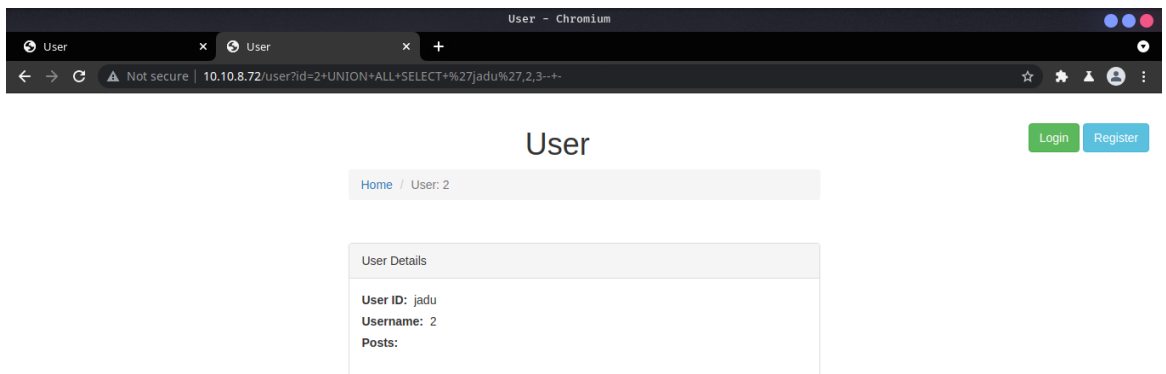 User - Chromium
User × User × +
Not secure | 10.10.8.72/user?id=2+UNION+ALL+SELECT+%27jadu%27,2,3--+-
User
Login Register
Home / User: 2
User Details
User ID: jadu
Username: 2
Posts: